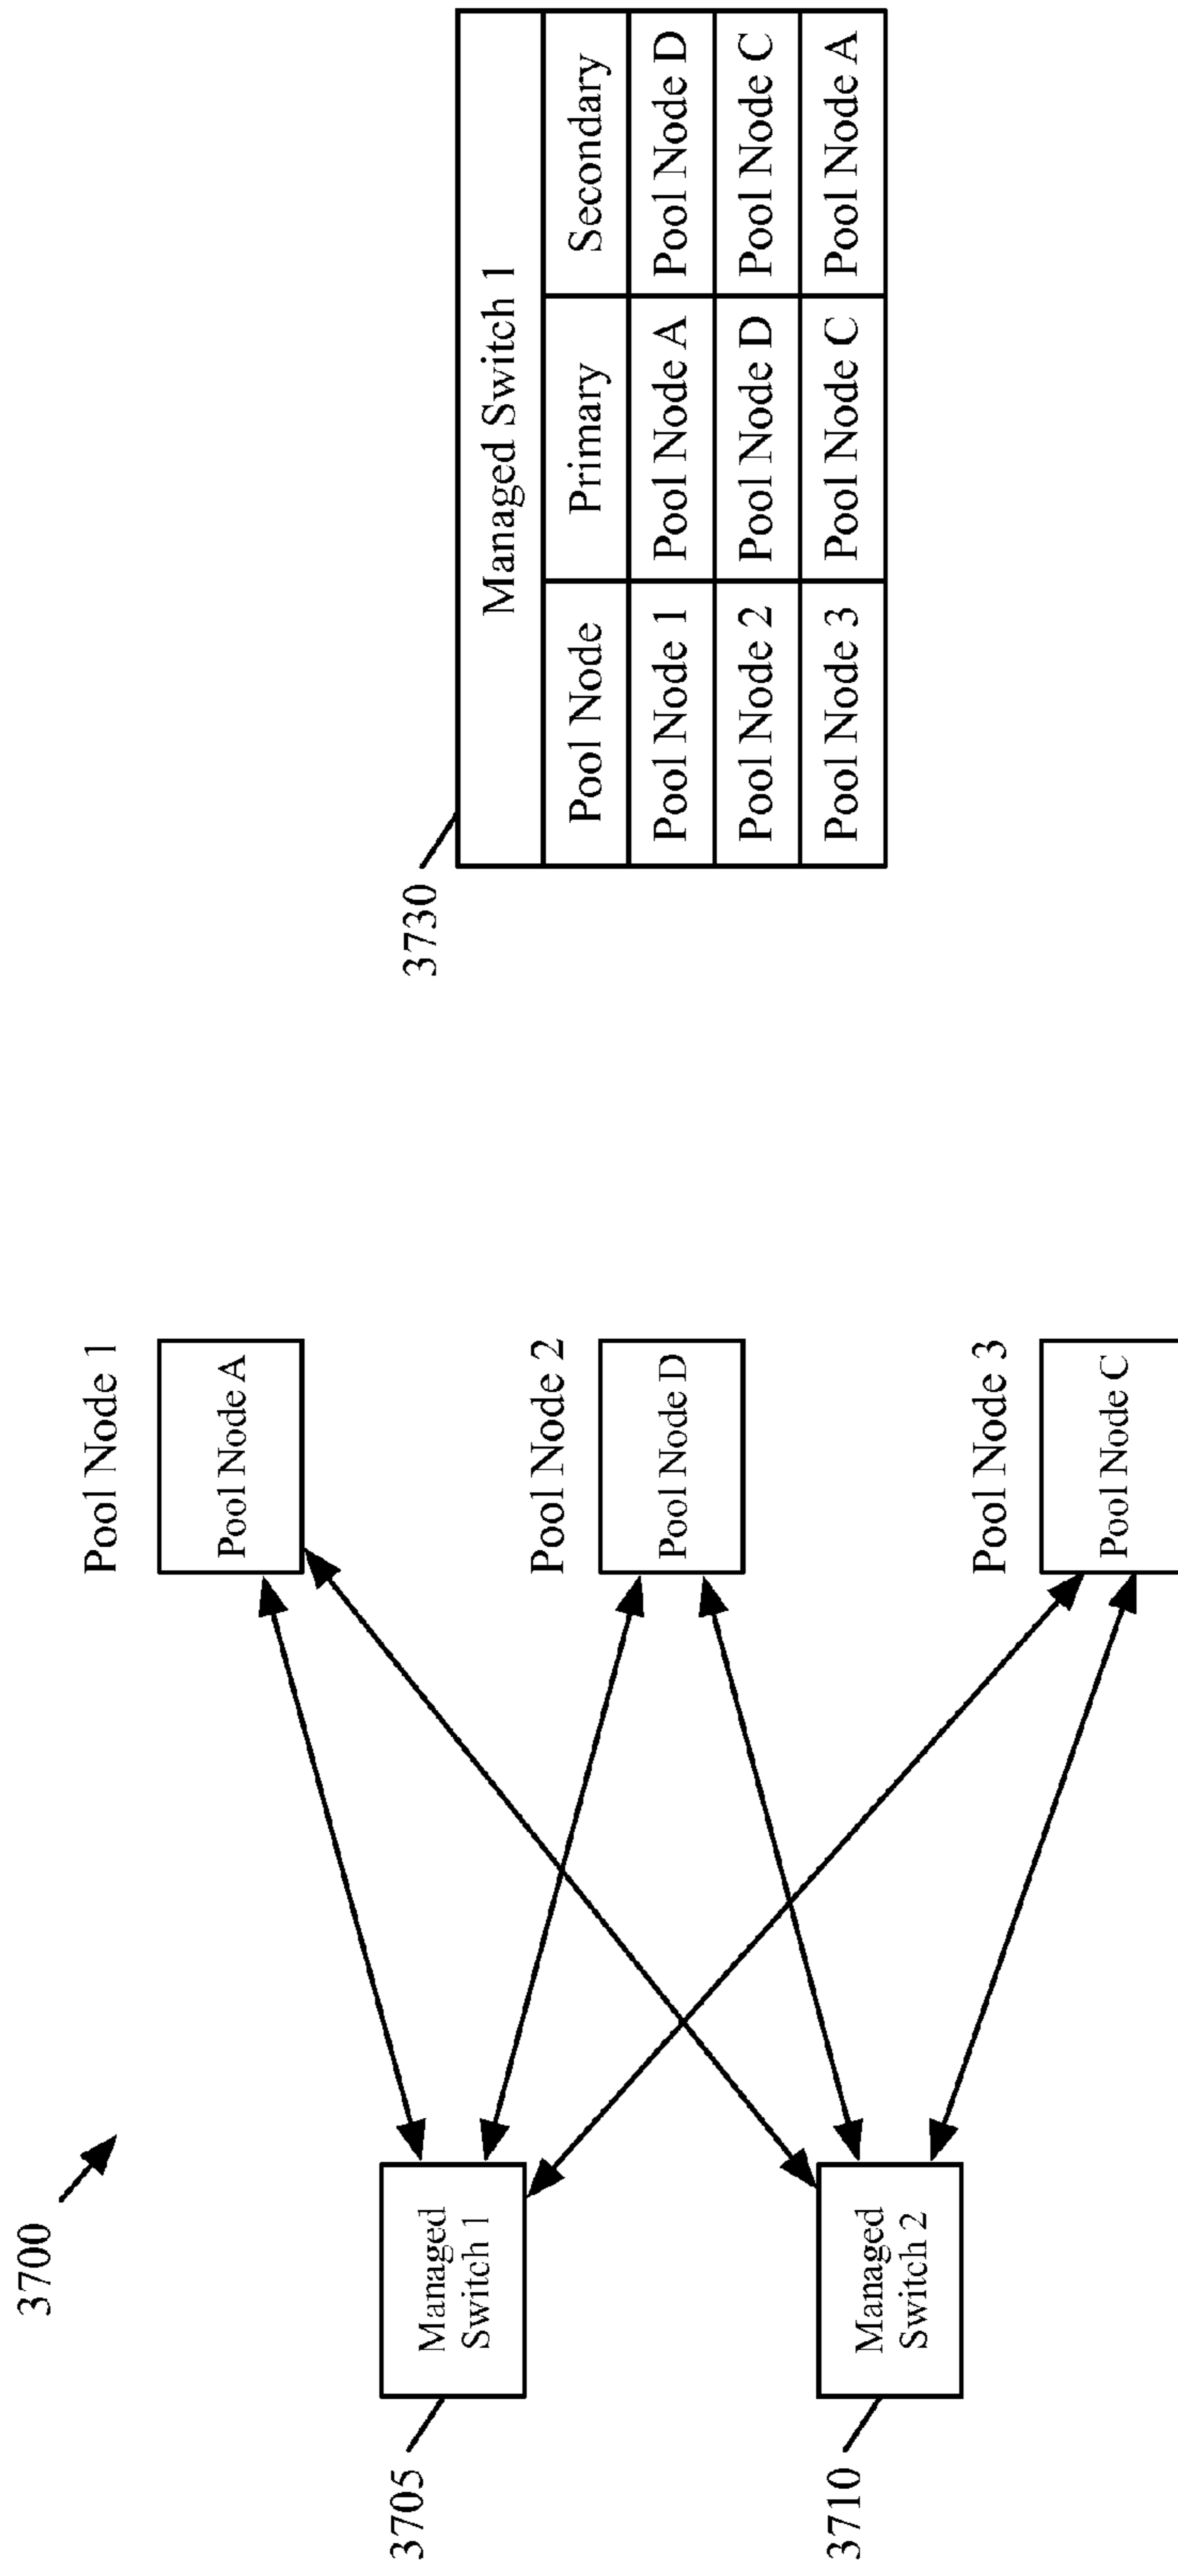 3700
Pool Node 1
Pool Node A
Managed
Switch 1
3705
Pool Node 2
Pool Node D
Managed
Switch 2
3710
Pool Node 3
Pool Node C
3730
Managed Switch 1
Pool Node Primary Secondary
Pool Node 1 Pool Node A Pool Node D
Pool Node 2 Pool Node D Pool Node C
Pool Node 3 Pool Node C Pool Node A